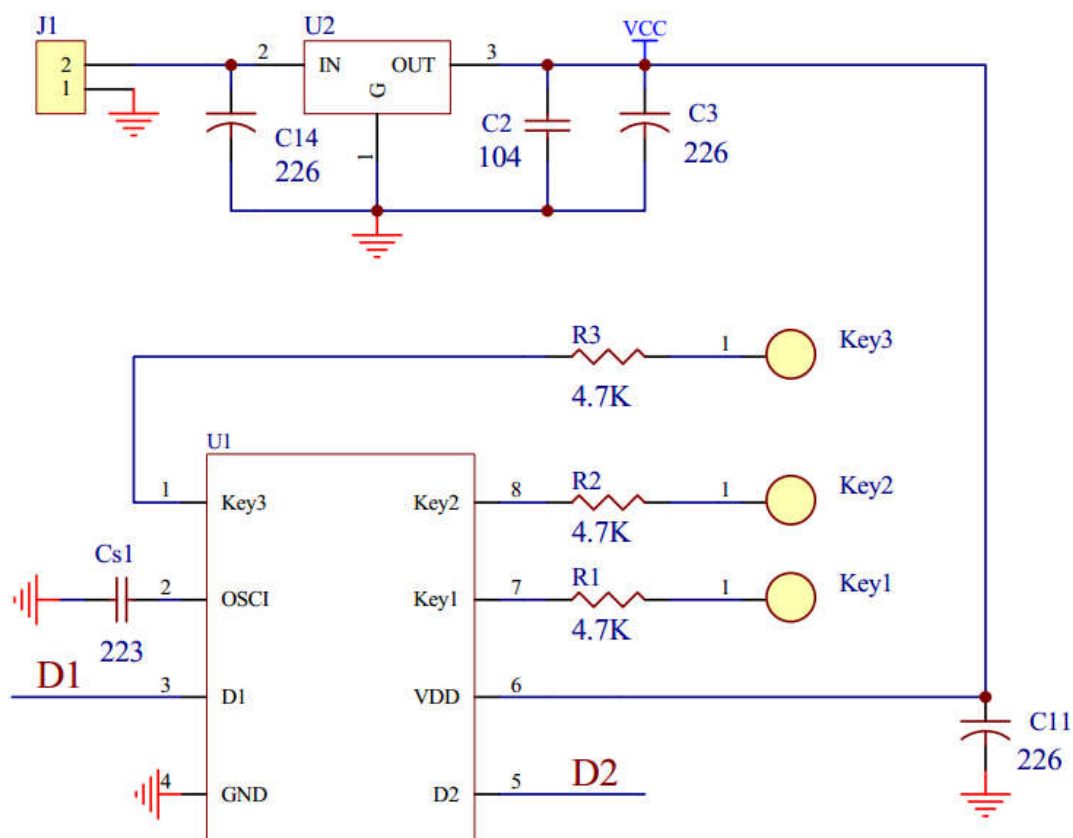 J1
2
1
U2
2
IN
OUT
3
G
1
VCC
C14
226
C2
104
C3
226
R3
4.7K
1
Key3
U1
1
Key3
Key2
8
R2
4.7K
1
Key2
Cs1
223
2
OSCI
Key1
7
R1
4.7K
1
Key1
D1
3
D1
VDD
6
C11
226
4
GND
D2
5
D2